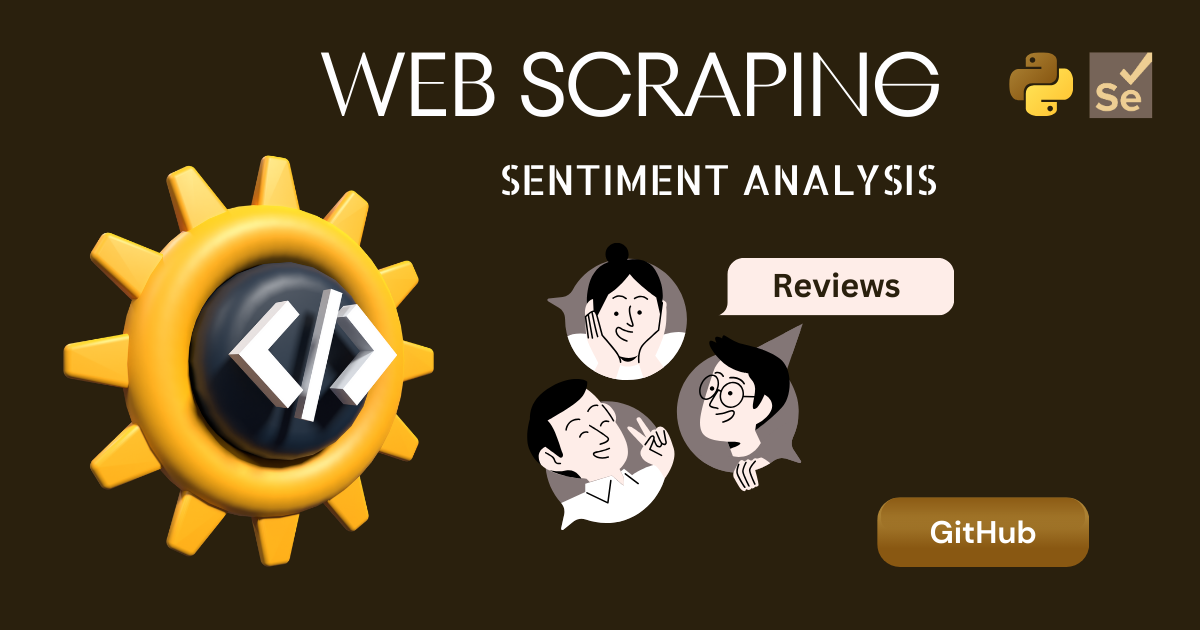 WEB SCRAPING
Se
SENTIMENT ANALYSIS
</>
Reviews
GitHub